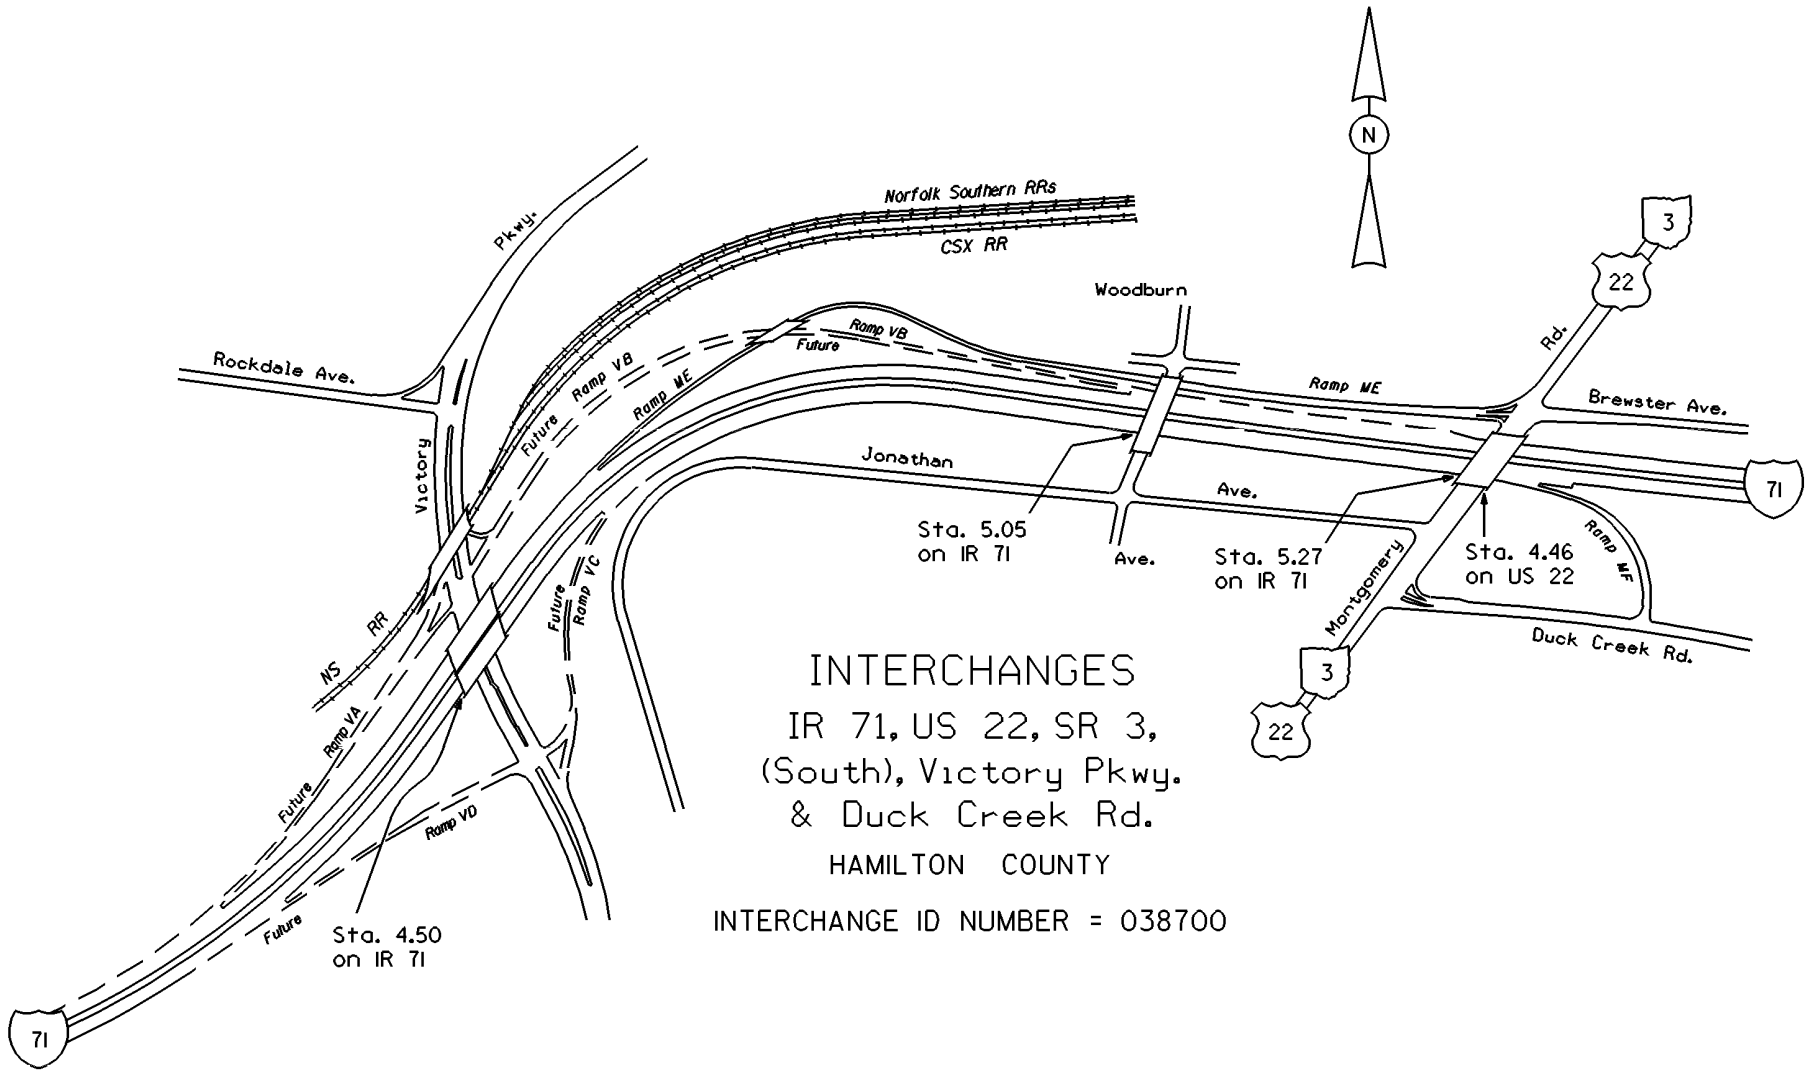 N
Norfolk Southern RRs
CSX RR
Pkwy.
3
22
Woodburn
Rd.
Rockdale Ave.
Ramp VB
Future
Future
Ramp VB
Ramp ME
Ramp ME
Brewster Ave.
Victory
Jonathan
Ave.
71
Sta. 5.05
on IR 71
Ave.
Sta. 5.27
on IR 71
Sta. 4.46
on US 22
Ramp MF
Montgomery
Duck Creek Rd.
Future
Ramp VC
NS
RR
3
22
Future
Ramp VA
Ramp VD
Future
Sta. 4.50
on IR 71
71
INTERCHANGES
IR 71, US 22, SR 3,
(South), Victory Pkwy.
& Duck Creek Rd.
HAMILTON COUNTY
INTERCHANGE ID NUMBER = 038700